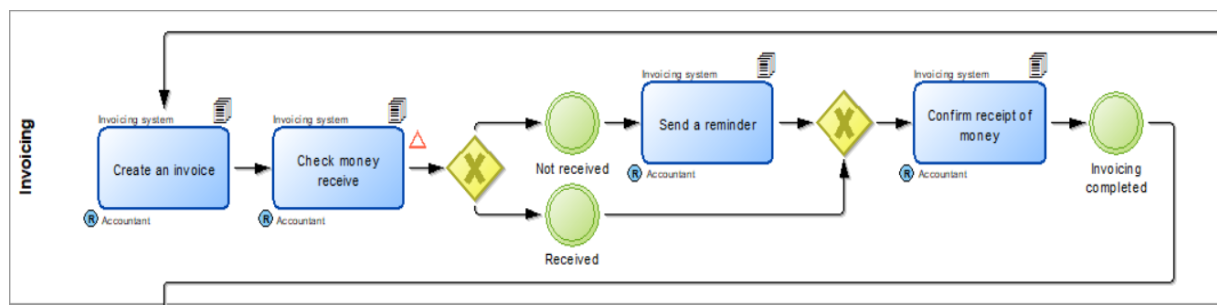 Invoicing
Invoicing system
Create an invoice
R Accountant
Invoicing system
Check money
receive
R Accountant
Not received
Received
Invoicing system
Send a reminder
R Accountant
Invoicing system
Confirm receipt of
money
R Accountant
Invoicing
completed